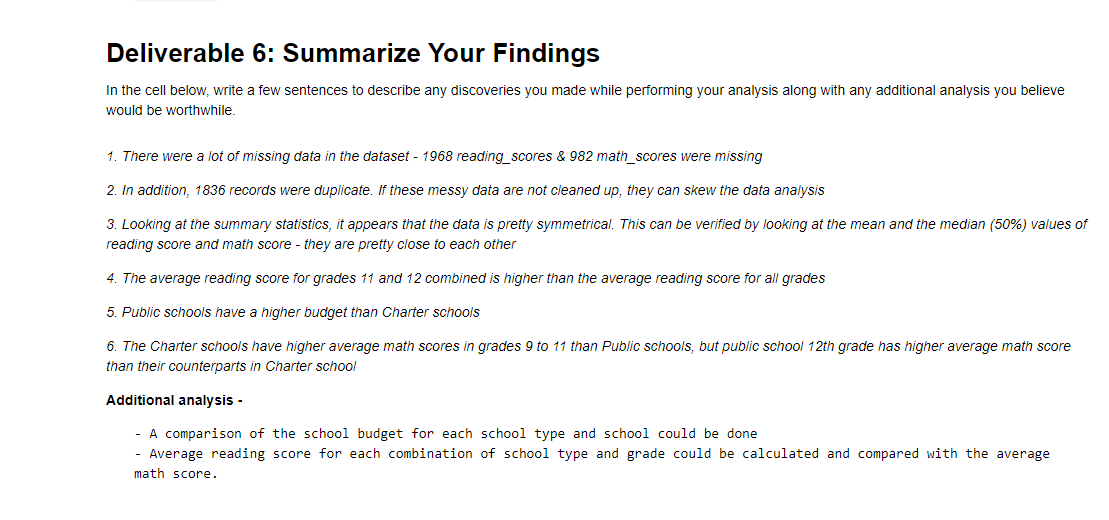 Deliverable 6: Summarize Your Findings
In the cell below, write a few sentences to describe any discoveries you made while performing your analysis along with any additional analysis you believe
would be worthwhile.
1. There were a lot of missing data in the dataset - 1968 reading_scores & 982 math_scores were missing
2. In addition, 1836 records were duplicate. If these messy data are not cleaned up, they can skew the data analysis
3. Looking at the summary statistics, it appears that the data is pretty symmetrical. This can be verified by looking at the mean and the median (50%) values of
reading score and math score - they are pretty close to each other
4. The average reading score for grades 11 and 12 combined is higher than the average reading score for all grades
5. Public schools have a higher budget than Charter schools
6. The Charter schools have higher average math scores in grades 9 to 11 than Public schools, but public school 12th grade has higher average math score
than their counterparts in Charter school
Additional analysis -
- A comparison of the school budget for each school type and school could be done
- Average reading score for each combination of school type and grade could be calculated and compared with the average
math score.